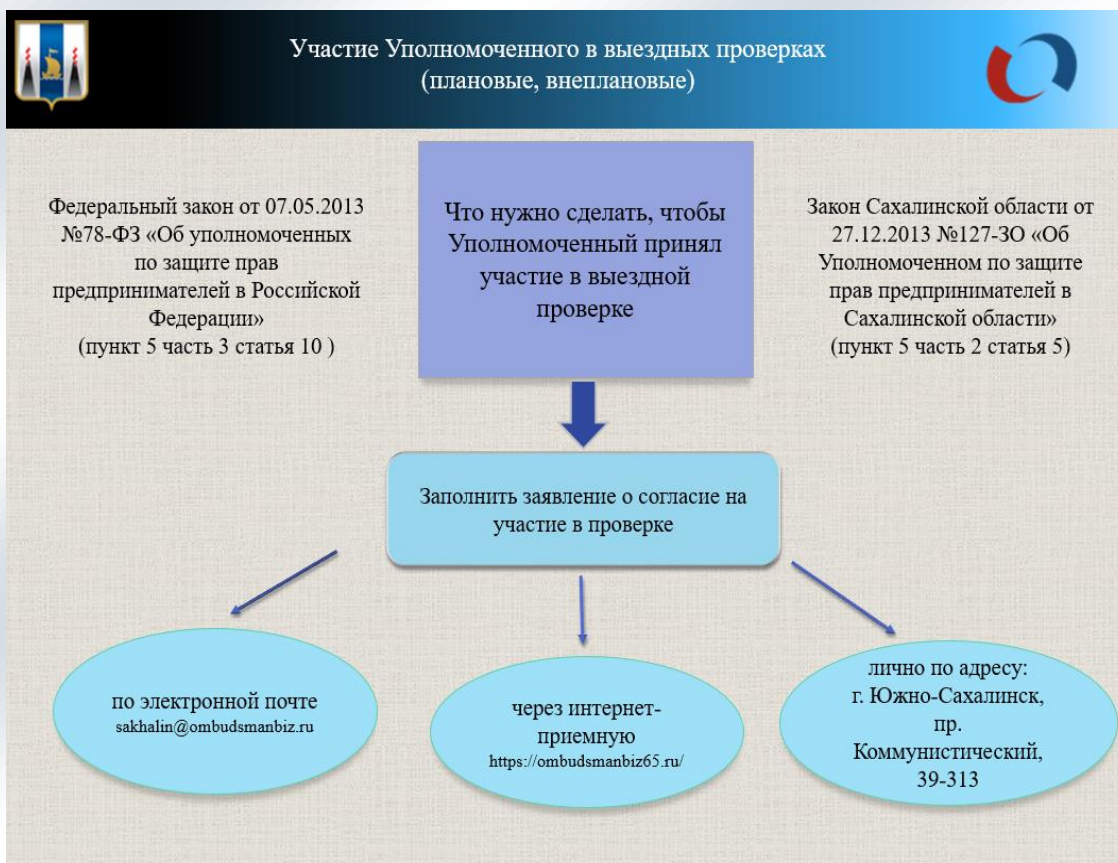 Участие Уполномоченного в выездных проверках
(плановые, внеплановые)
Федеральный закон от 07.05.2013
№78-ФЗ «Об уполномоченных
по защите прав
предпринимателей в Российской
Федерации»
(пункт 5 часть 3 статья 10 )
Что нужно сделать, чтобы
Уполномоченный принял
участие в выездной
проверке
Закон Сахалинской области от
27.12.2013 №127-ЗО «Об
Уполномоченном по защите
прав предпринимателей в
Сахалинской области»
(пункт 5 часть 2 статья 5)
Заполнить заявление о согласие на
участие в проверке
по электронной почте
sakhalin@ombudsmanbiz.ru
через интернет-
приемную
https://ombudsmanbiz65.ru/
лично по адресу:
г. Южно-Сахалинск,
пр.
Коммунистический,
39-313